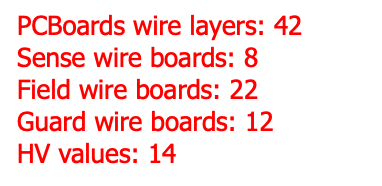 PCBoards wire layers: 42
Sense wire boards: 8
Field wire boards: 22
Guard wire boards: 12
HV values: 14